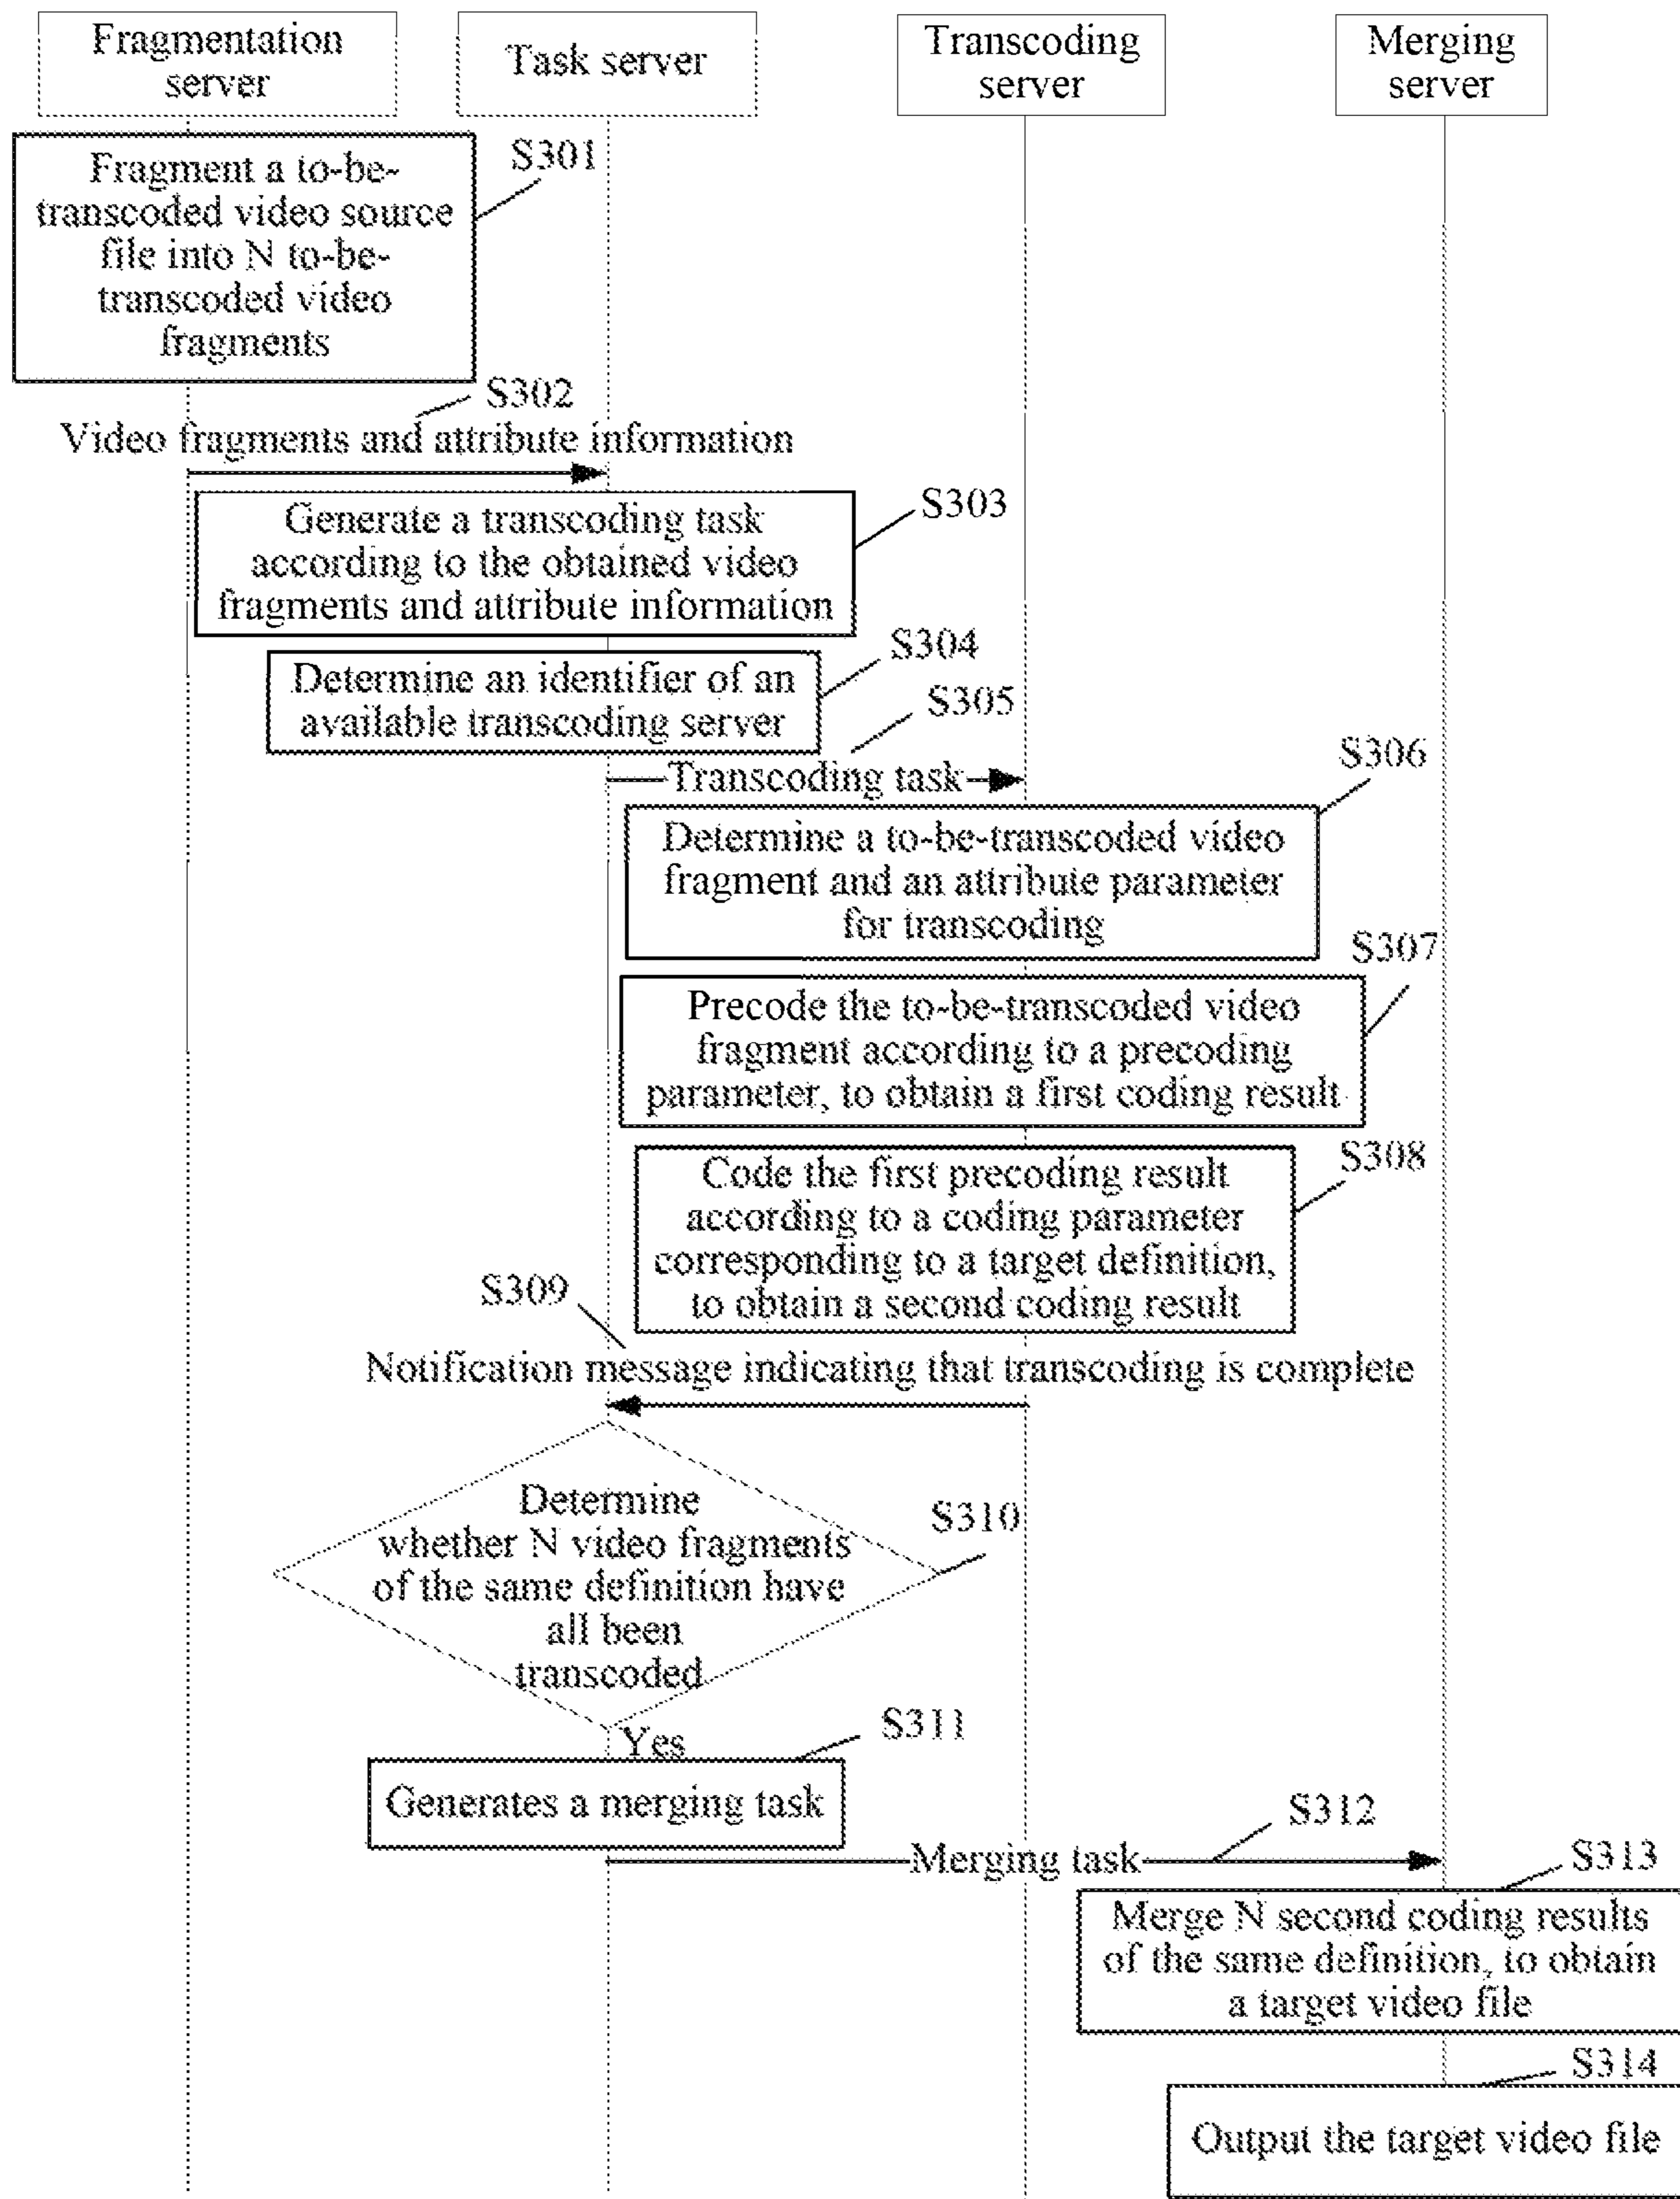 Fragmentation
server
Task server
Transcoding
server
Merging
server
Fragment a to-be-
transcoded video source
file into N to-be-
transcoded video
fragments
S301
S302
Video fragments and attribute information
Generate a transcoding task
according to the obtained video
fragments and attribute information
S303
Determine an identifier of an
available transcoding server
S304
S305
Transcoding task
S306
Determine a to-be-transcoded video
fragment and an attribute parameter
for transcoding
S307
Precode the to-be-transcoded video
fragment according to a precoding
parameter, to obtain a first coding result
S308
Code the first precoding result
according to a coding parameter
corresponding to a target definition,
to obtain a second coding result
S309
Notification message indicating that transcoding is complete
Determine
whether N video fragments
of the same definition have
all been
transcoded
S310
Yes
S311
Generates a merging task
S312
Merging task
S313
Merge N second coding results
of the same definition, to obtain
a target video file
S314
Output the target video file